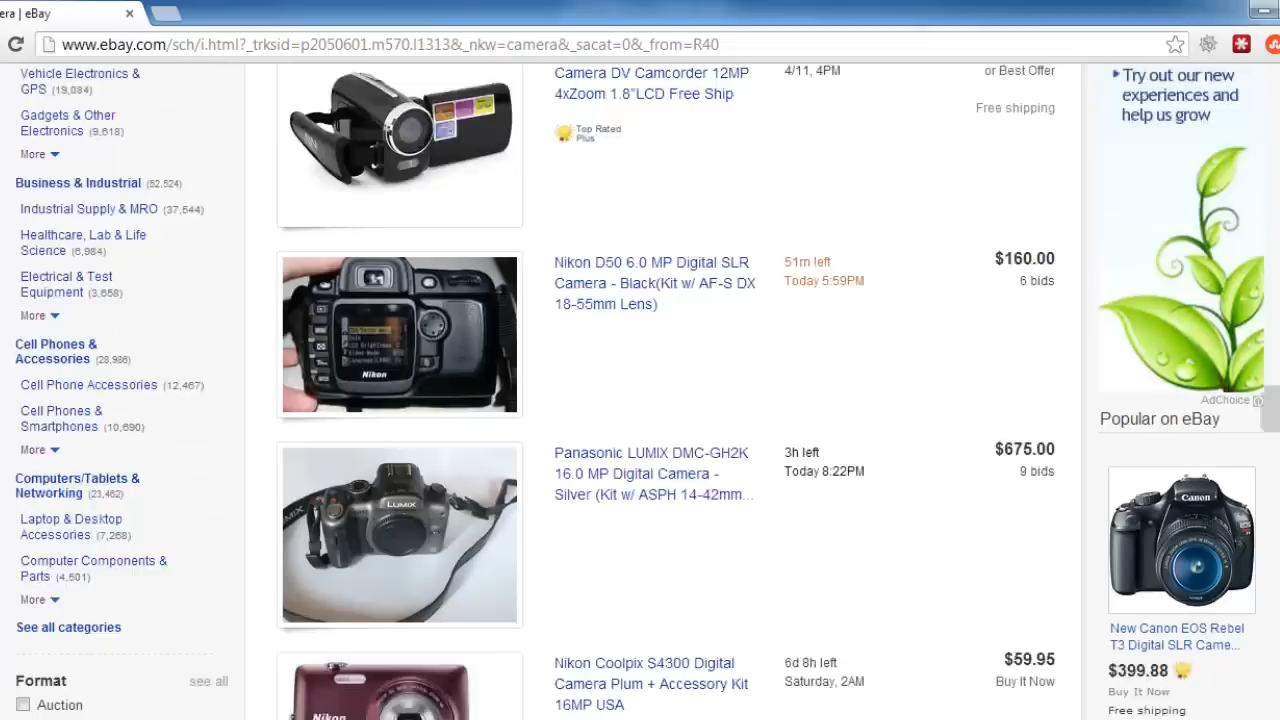 era | eBay
www.ebay.com/sch/i.html?_trksid=p2050601.m570.l1313&_nkw=camera&_sacat=0&_from=R40
Vehicle Electronics &
GPS (19,084)
Gadgets & Other
Electronics (9,618)
More
Business & Industrial (52,524)
Industrial Supply & MRO (37,544)
Healthcare, Lab & Life
Science (6,984)
Electrical & Test
Equipment (3,658)
More
Cell Phones &
Accessories (28,986)
Cell Phone Accessories (12,467)
Cell Phones &
Smartphones (10,690)
More
Computers/Tablets &
Networking (23,462)
Laptop & Desktop
Accessories (7,268)
Computer Components &
Parts (4,501)
More
See all categories
Format see all
Auction
Camera DV Camcorder 12MP
4xZoom 1.8"LCD Free Ship
4/11, 4PM
or Best Offer
Free shipping
Top Rated
Plus
Nikon D50 6.0 MP Digital SLR
Camera - Black(Kit w/ AF-S DX
18-55mm Lens)
51m left
Today 5:59PM
$160.00
6 bids
Nikon
Panasonic LUMIX DMC-GH2K
16.0 MP Digital Camera -
Silver (Kit w/ ASPH 14-42mm...
3h left
Today 8:22PM
$675.00
9 bids
LUMIX
Nikon Coolpix S4300 Digital
Camera Plum + Accessory Kit
16MP USA
6d 8h left
Saturday, 2AM
$59.95
Buy It Now
Nikon
Try out our new
experiences and
help us grow
AdChoice
Popular on eBay
Canon
New Canon EOS Rebel
T3 Digital SLR Came...
$399.88
Buy It Now
Free shipping